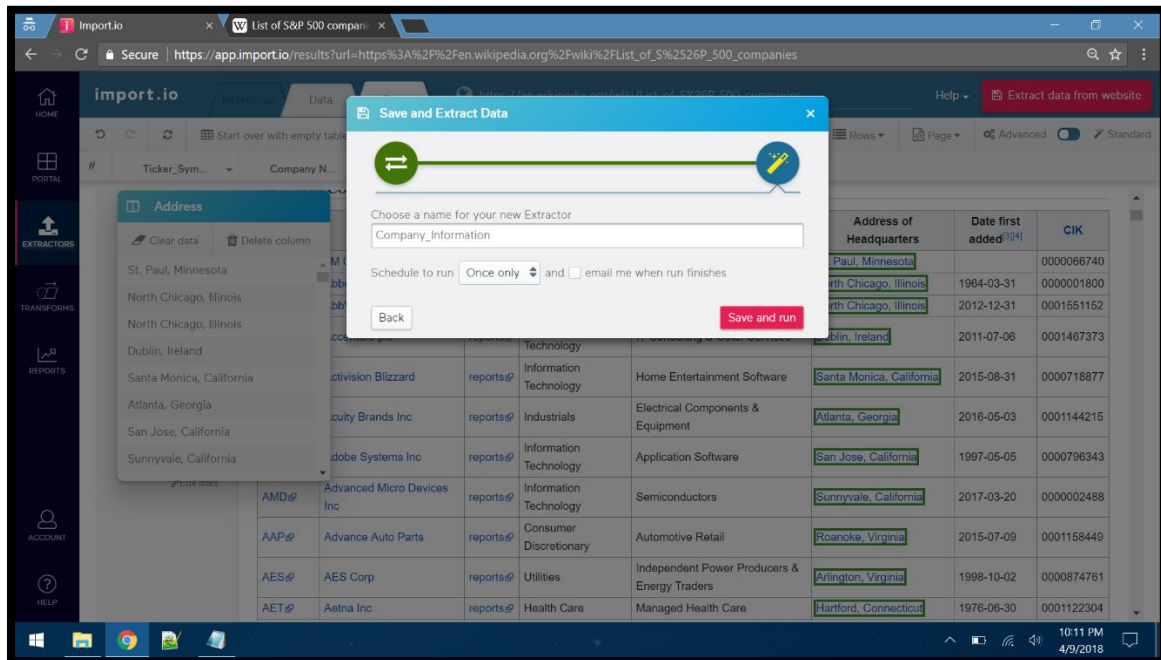 Import.io
List of S&P 500 compani
Secure | https://app.import.io/results?url=https%3A%2F%2Fen.wikipedia.org%2Fwiki%2FList_of_S%2526P_500_companies
HOME
import.io
Interaction
Data
Help
Extract data from website
Start over with empty table
Rows
Page
Advanced
Standard
PORTAL
#
Ticker_Sym...
Company N...
EXTRACTORS
TRANSFORMS
REPORTS
ACCOUNT
HELP
Address
Clear data
Delete column
St. Paul, Minnesota
North Chicago, Illinois
North Chicago, Illinois
Dublin, Ireland
Santa Monica, California
Atlanta, Georgia
San Jose, California
Sunnyvale, California
Edit links
Save and Extract Data
×
Choose a name for your new Extractor
Company_Information
Schedule to run Once only and email me when run finishes
Back
Save and run
Address of
Headquarters
Date first
added[3][4]
CIK
Paul, Minnesota 0000066740
rth Chicago, Illinois 1964-03-31 0000001800
rth Chicago, Illinois 2012-12-31 0001551152
Technology
blin, Ireland 2011-07-06 0001467373
ctivision Blizzard reports Information
Technology
Home Entertainment Software Santa Monica, California 2015-08-31 0000718877
cuity Brands Inc reports Industrials Electrical Components &
Equipment
Atlanta, Georgia 2016-05-03 0001144215
dobe Systems Inc reports Information
Technology
Application Software San Jose, California 1997-05-05 0000796343
AMD Advanced Micro Devices
Inc
reports Information
Technology
Semiconductors Sunnyvale, California 2017-03-20 0000002488
AAP Advance Auto Parts reports Consumer
Discretionary
Automotive Retail Roanoke, Virginia 2015-07-09 0001158449
AES AES Corp reports Utilities Independent Power Producers &
Energy Traders
Arlington, Virginia 1998-10-02 0000874761
AET Aetna Inc reports Health Care Managed Health Care Hartford, Connecticut 1976-06-30 0001122304
10:11 PM
4/9/2018